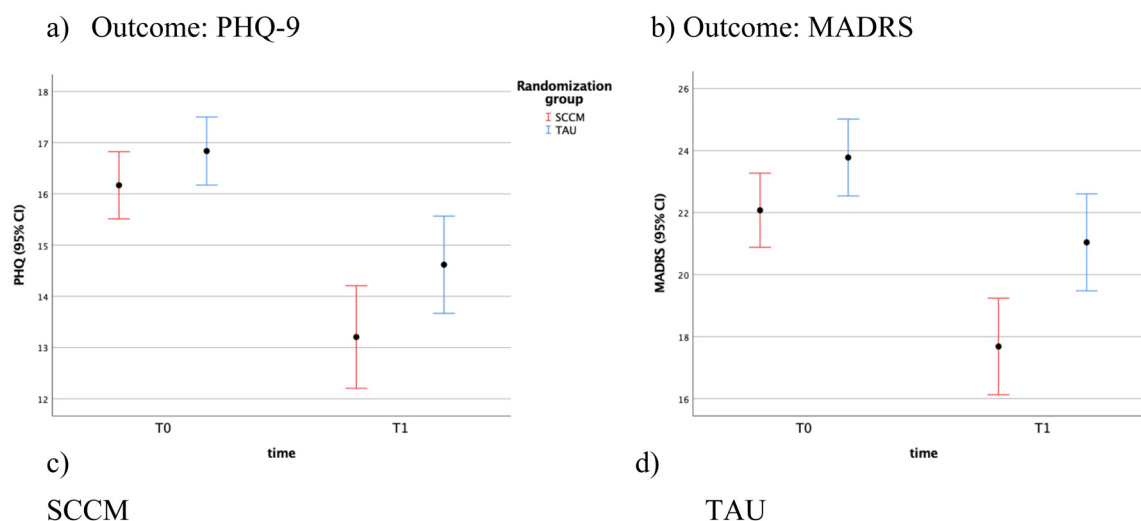 a) Outcome: PHQ-9
b) Outcome: MADRS
Randomization
group
SCCM
TAU
PHQ (95% CI)
18
17
16
15
14
13
12
T0
T1
time
MADRS (95% CI)
26
24
22
20
18
16
T0
T1
time
c)
d)
SCCM
TAU